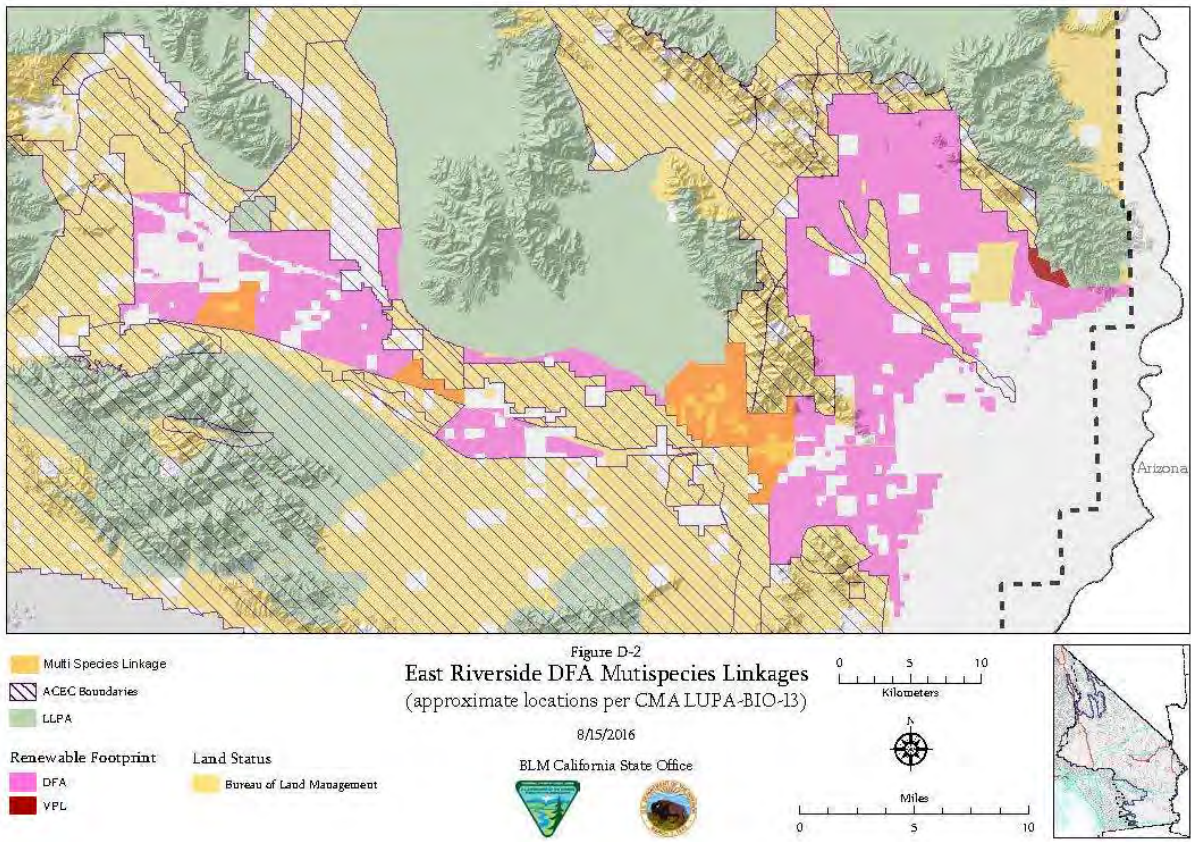 Arizona
Multi Species Linkage
ACEC Boundaries
LLPA
Renewable Footprint
DFA
VPL
Land Status
Bureau of Land Management
Figure D-2
East Riverside DFA Mutispecies Linkages
(approximate locations per CMA LUPA-BIO-13)
8/15/2016
BLM California State Office
0 5 10
Kilometers
N
Miles
0 5 10